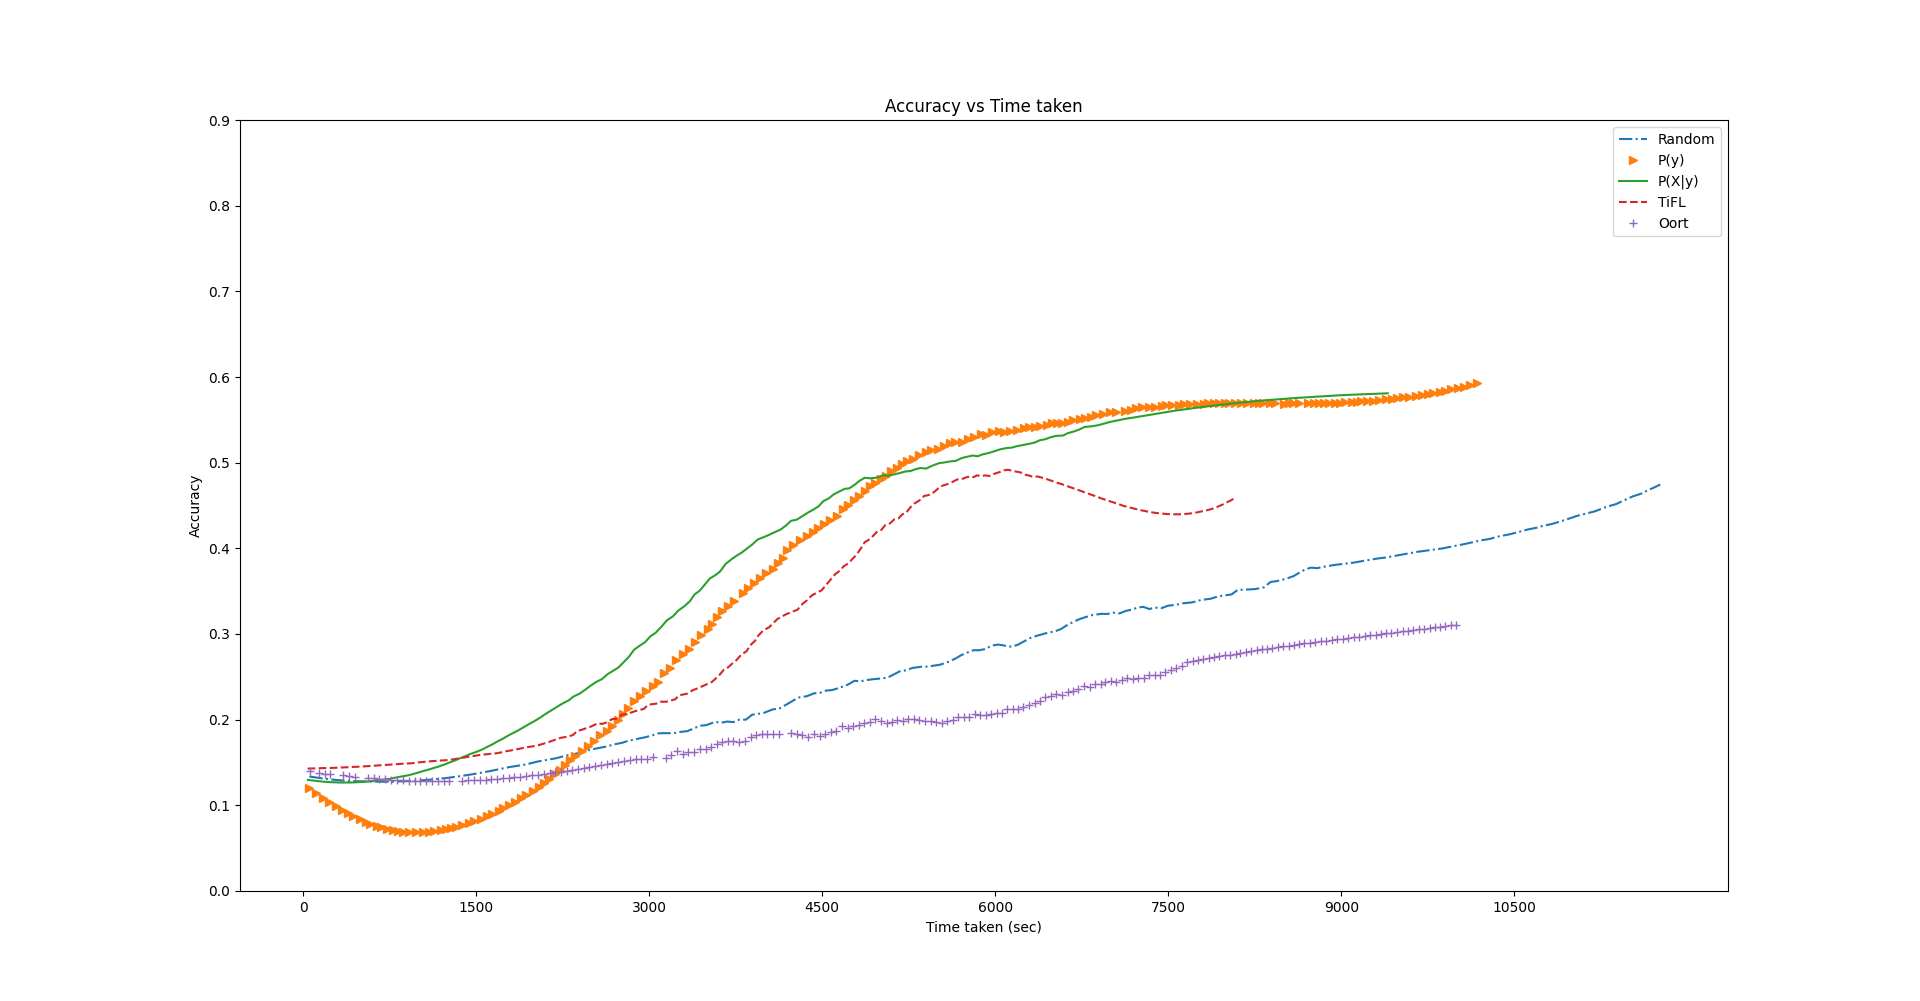 Accuracy vs Time taken
0.9
0.8
0.7
0.6
0.5
0.4
0.3
0.2
0.1
0.0
Accuracy
Random
P(y)
P(X|y)
TiFL
Oort
0 1500 3000 4500 6000 7500 9000 10500
Time taken (sec)